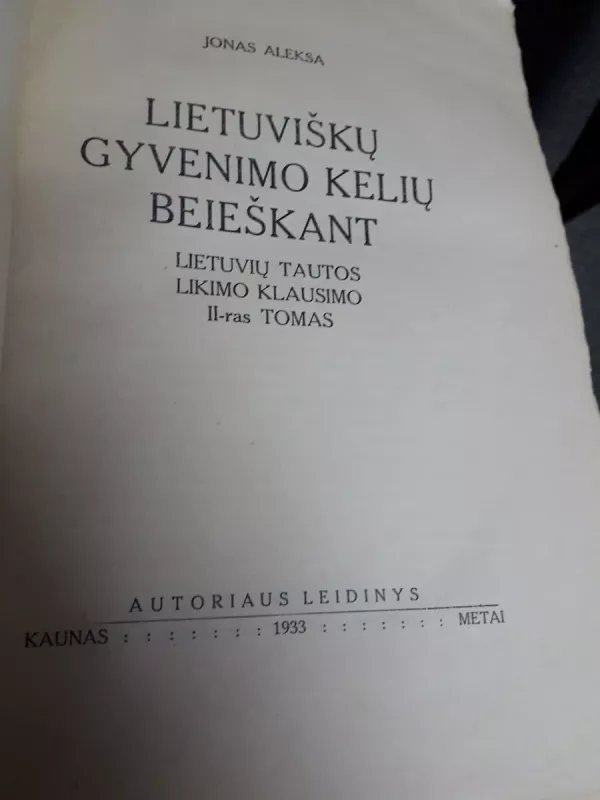 JONAS ALEKSA
LIETUVIŠKŲ
GYVENIMO KELIŲ
BEIEŠKANT
LIETUVIŲ TAUTOS
LIKIMO KLAUSIMO
II-ras TOMAS
AUTORIAUS LEIDINYS
KAUNAS : : : : : : : 1933 : : : : : : : METAI